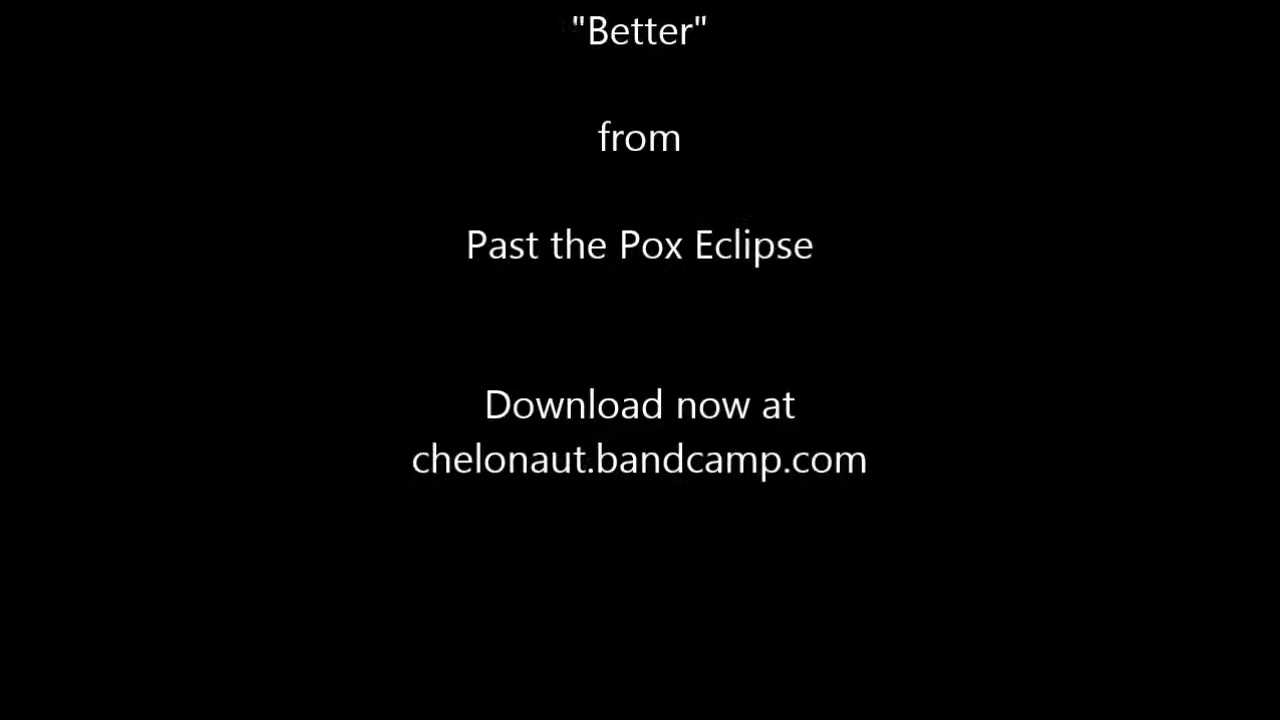 "Better"
from
Past the Pox Eclipse
Download now at
chelonaut.bandcamp.com